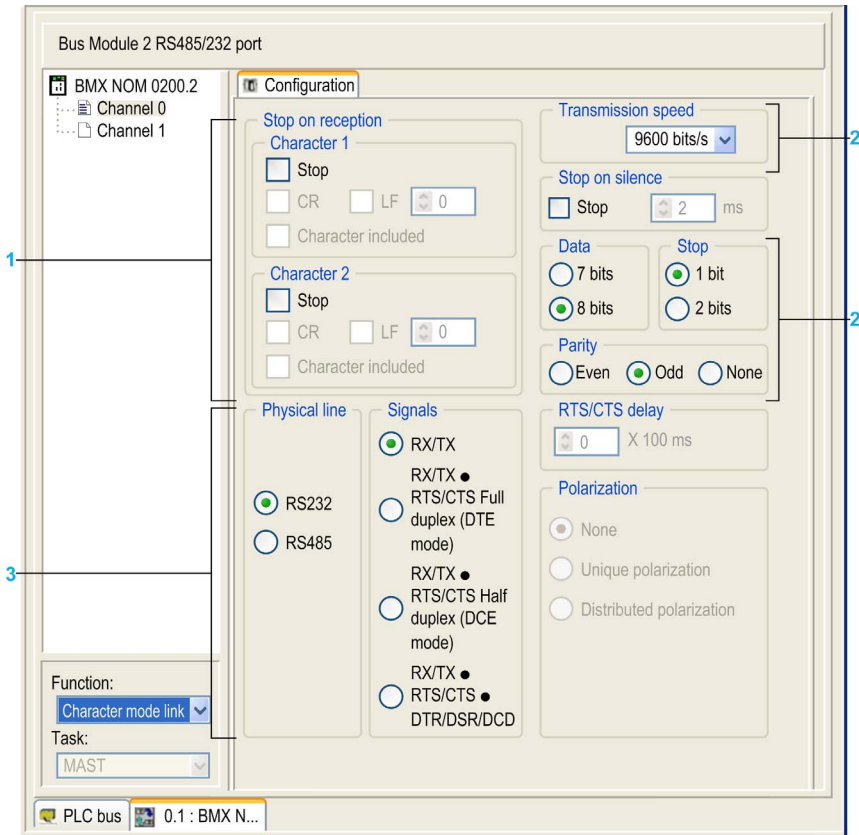 Bus Module 2 RS485/232 port
BMX NOM 0200.2
Channel 0
Channel 1
Configuration
Stop on reception
Character 1
Stop
CR LF 0
Character included
Character 2
Stop
CR LF 0
Character included
Transmission speed
9600 bits/s
Stop on silence
Stop 2 ms
Data
7 bits
8 bits
Stop
1 bit
2 bits
Parity
Even Odd None
Physical line
RS232
RS485
Signals
RX/TX
RX/TX ●
RTS/CTS Full
duplex (DTE
mode)
RX/TX ●
RTS/CTS Half
duplex (DCE
mode)
RX/TX ●
RTS/CTS ●
DTR/DSR/DCD
RTS/CTS delay
0 X 100 ms
Polarization
None
Unique polarization
Distributed polarization
1
2
2
3
Function:
Character mode link
Task:
MAST
PLC bus
0.1 : BMX N...